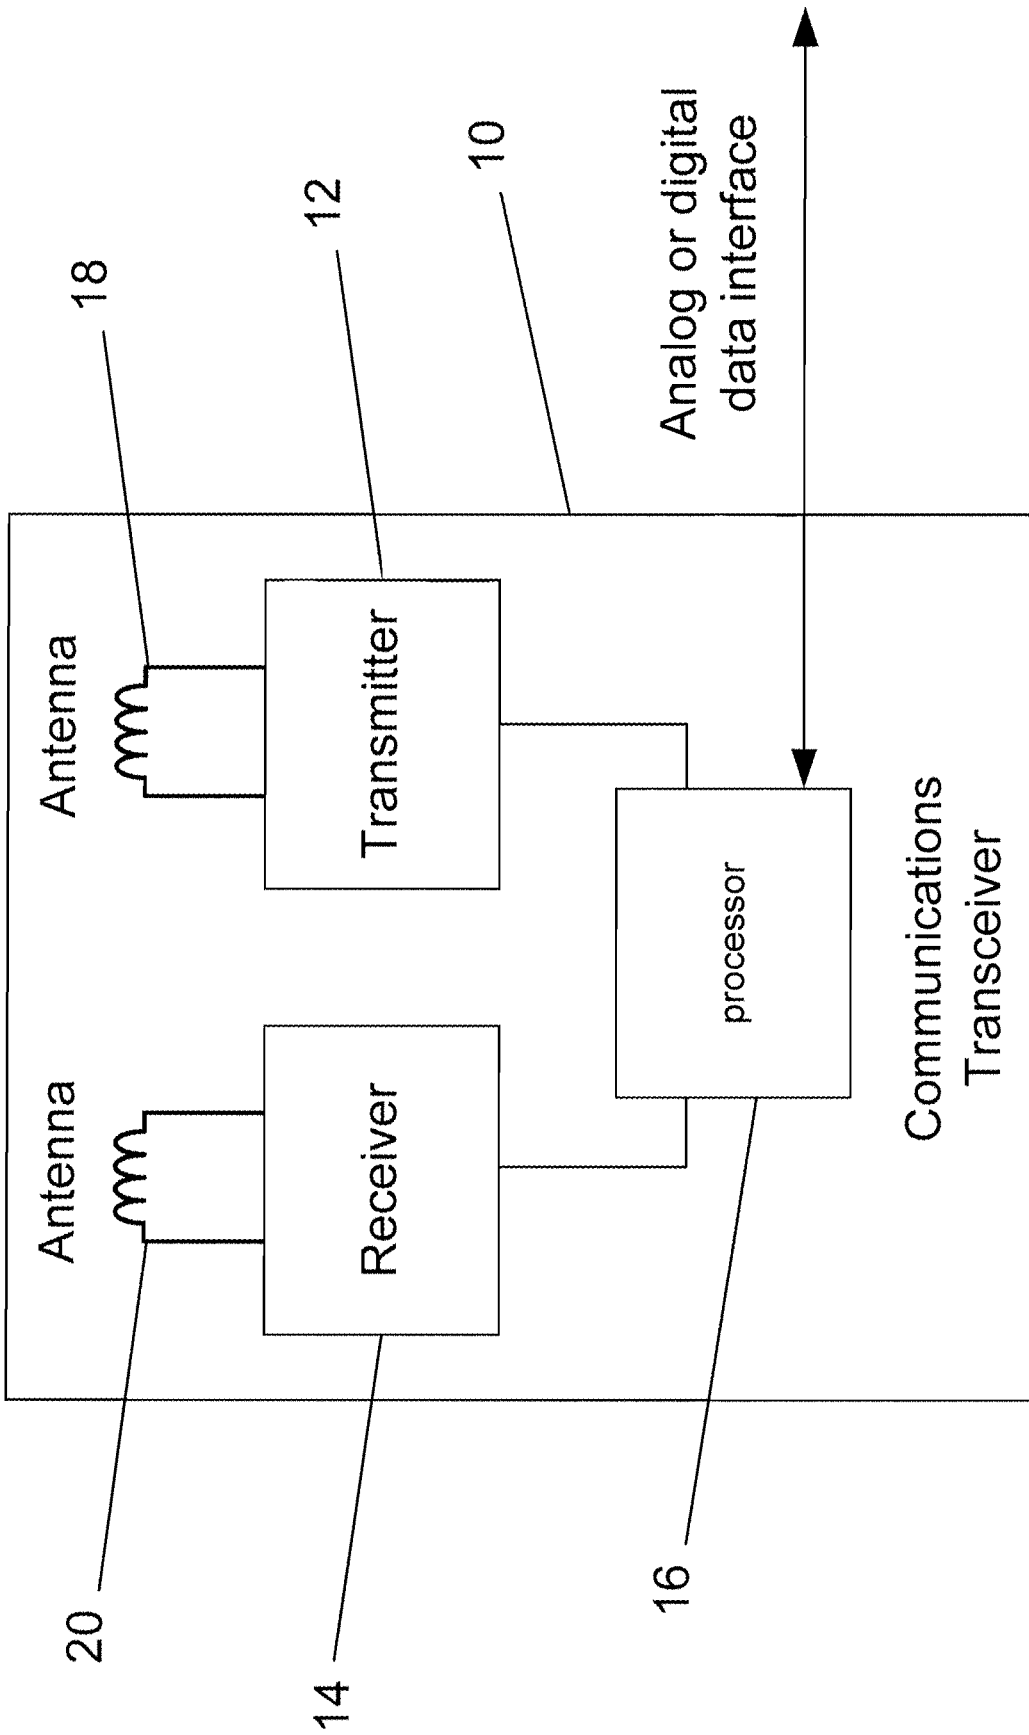 20
Antenna
Antenna
18
14
Receiver
Transmitter
12
10
16
processor
Analog or digital
data interface
Communications
Transceiver